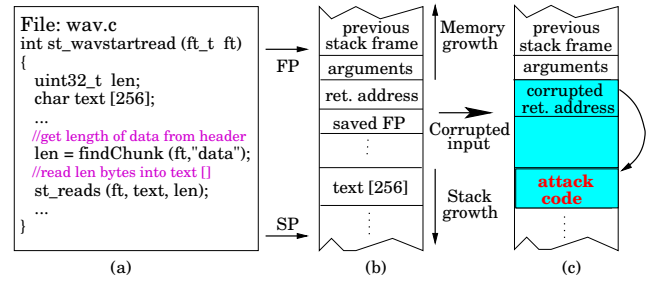 File: wav.c
int st_wavstartread (ft_t ft)
{
uint32_t len;
char text [256];
...
//get length of data from header
len = findChunk (ft,"data");
//read len bytes into text []
st_reads (ft, text, len);
...
}
(a)
FP
SP
previous
stack frame
arguments
ret. address
saved FP
text [256]
(b)
Memory
growth
Corrupted
input
Stack
growth
previous
stack frame
arguments
corrupted
ret. address
attack
code
(c)